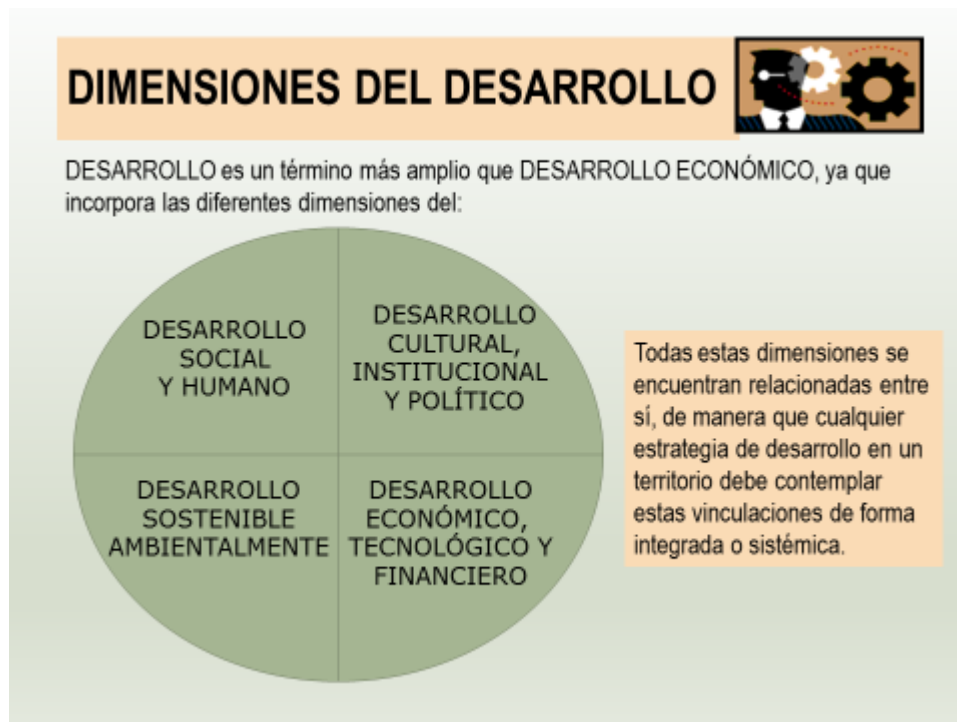 DIMENSIONES DEL DESARROLLO
DESARROLLO es un término más amplio que DESARROLLO ECONÓMICO, ya que
incorpora las diferentes dimensiones del:
DESARROLLO
SOCIAL
Y HUMANO
DESARROLLO
CULTURAL,
INSTITUCIONAL
Y POLÍTICO
DESARROLLO
SOSTENIBLE
AMBIENTALMENTE
DESARROLLO
ECONÓMICO,
TECNOLÓGICO Y
FINANCIERO
Todas estas dimensiones se
encuentran relacionadas entre
sí, de manera que cualquier
estrategia de desarrollo en un
territorio debe contemplar
estas vinculaciones de forma
integrada o sistémica.